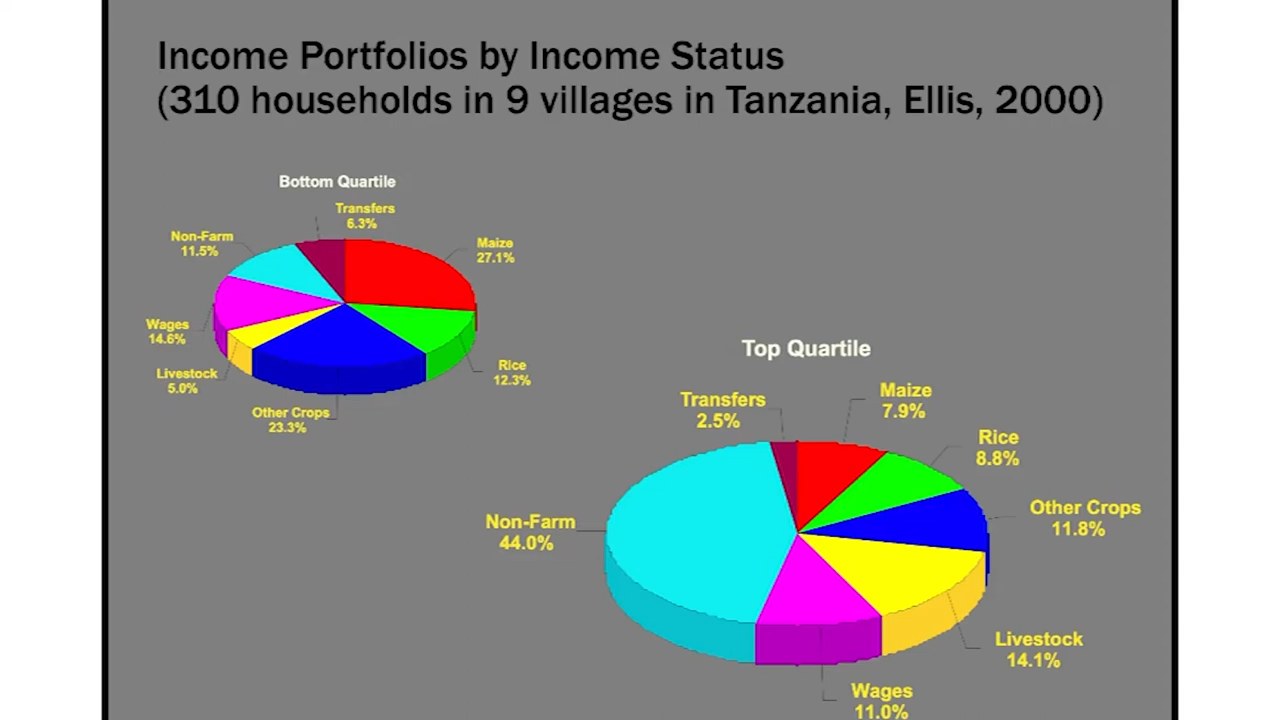 Income Portfolios by Income Status
(310 households in 9 villages in Tanzania, Ellis, 2000)
Bottom Quartile
Transfers
6.3%
Non-Farm
11.5%
Maize
27.1%
Wages
14.6%
Livestock
5.0%
Rice
12.3%
Other Crops
23.3%
Top Quartile
Transfers
2.5%
Maize
7.9%
Rice
8.8%
Other Crops
11.8%
Non-Farm
44.0%
Livestock
14.1%
Wages
11.0%